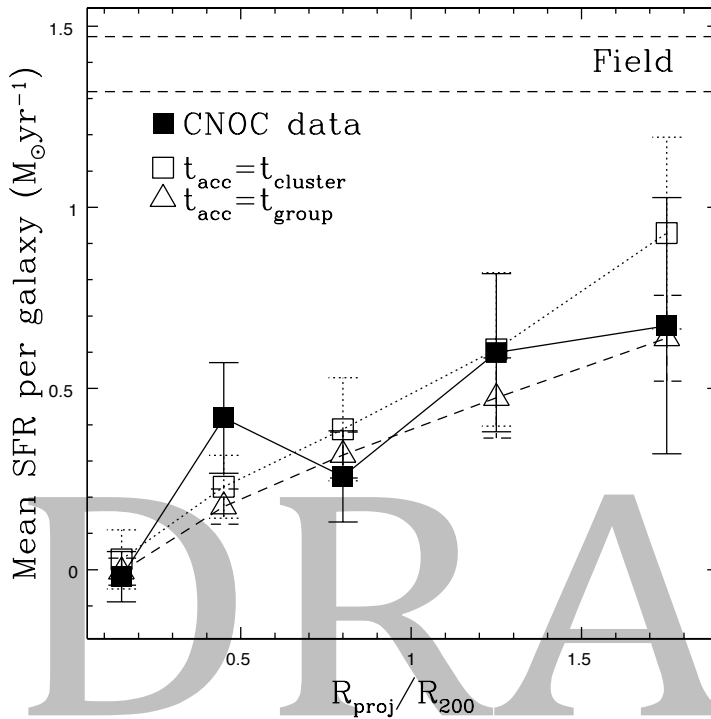 1.5
Field
CNOC data
t_acc=t_cluster
t_acc=t_group
1
0.5
0
Mean SFR per galaxy (M_⊙yr⁻¹)
0.5 1 1.5
R_proj/R_200
DRA